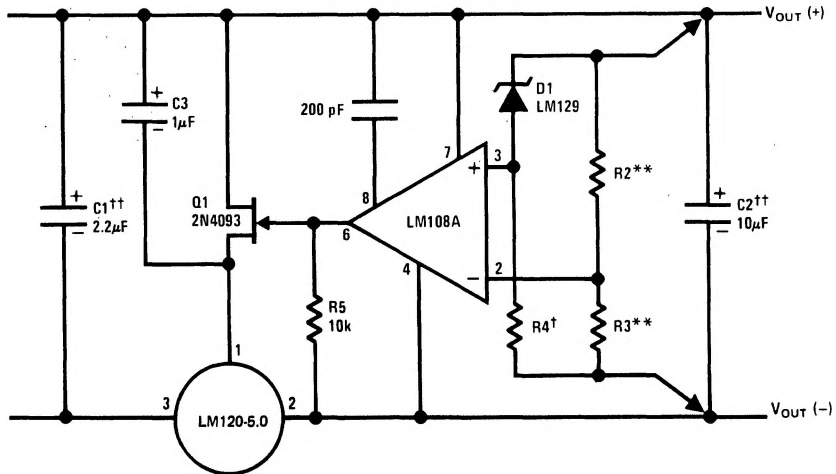 V_OUT (+)
+
C3
1μF
−
D1
LM129
200 pF
7
3
+
R2**
+
C1††
2.2μF
−
Q1
2N4093
8
6
LM108A
+
C2††
10μF
−
4
−
2
R5
10k
R4†
R3**
1
3
LM120-5.0
2
V_OUT (−)